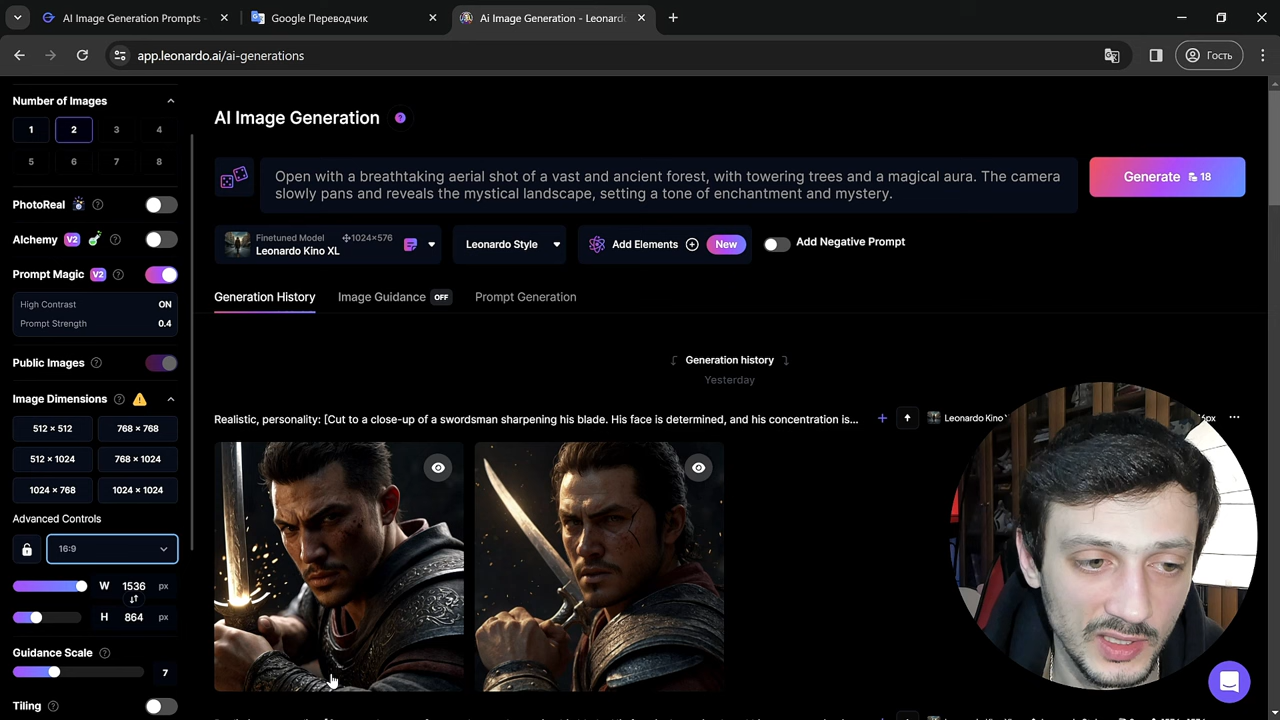 AI Image Generation Prompts -
Google Переводчик
Ai Image Generation - Leonardo
app.leonardo.ai/ai-generations
Гость
Number of Images
1 2 3 4
5 6 7 8
PhotoReal
Alchemy V2
Prompt Magic V2
High Contrast ON
Prompt Strength 0.4
Public Images
Image Dimensions
512 × 512 768 × 768
512 × 1024 768 × 1024
1024 × 768 1024 × 1024
Advanced Controls
16:9
W 1536 px
H 864 px
Guidance Scale
7
Tiling
AI Image Generation
Open with a breathtaking aerial shot of a vast and ancient forest, with towering trees and a magical aura. The camera
slowly pans and reveals the mystical landscape, setting a tone of enchantment and mystery.
Generate 18
Finetuned Model 1024×576
Leonardo Kino XL
Leonardo Style
Add Elements New
Add Negative Prompt
Generation History Image Guidance OFF Prompt Generation
Generation history
Yesterday
Realistic, personality: [Cut to a close-up of a swordsman sharpening his blade. His face is determined, and his concentration is...
Leonardo Kino